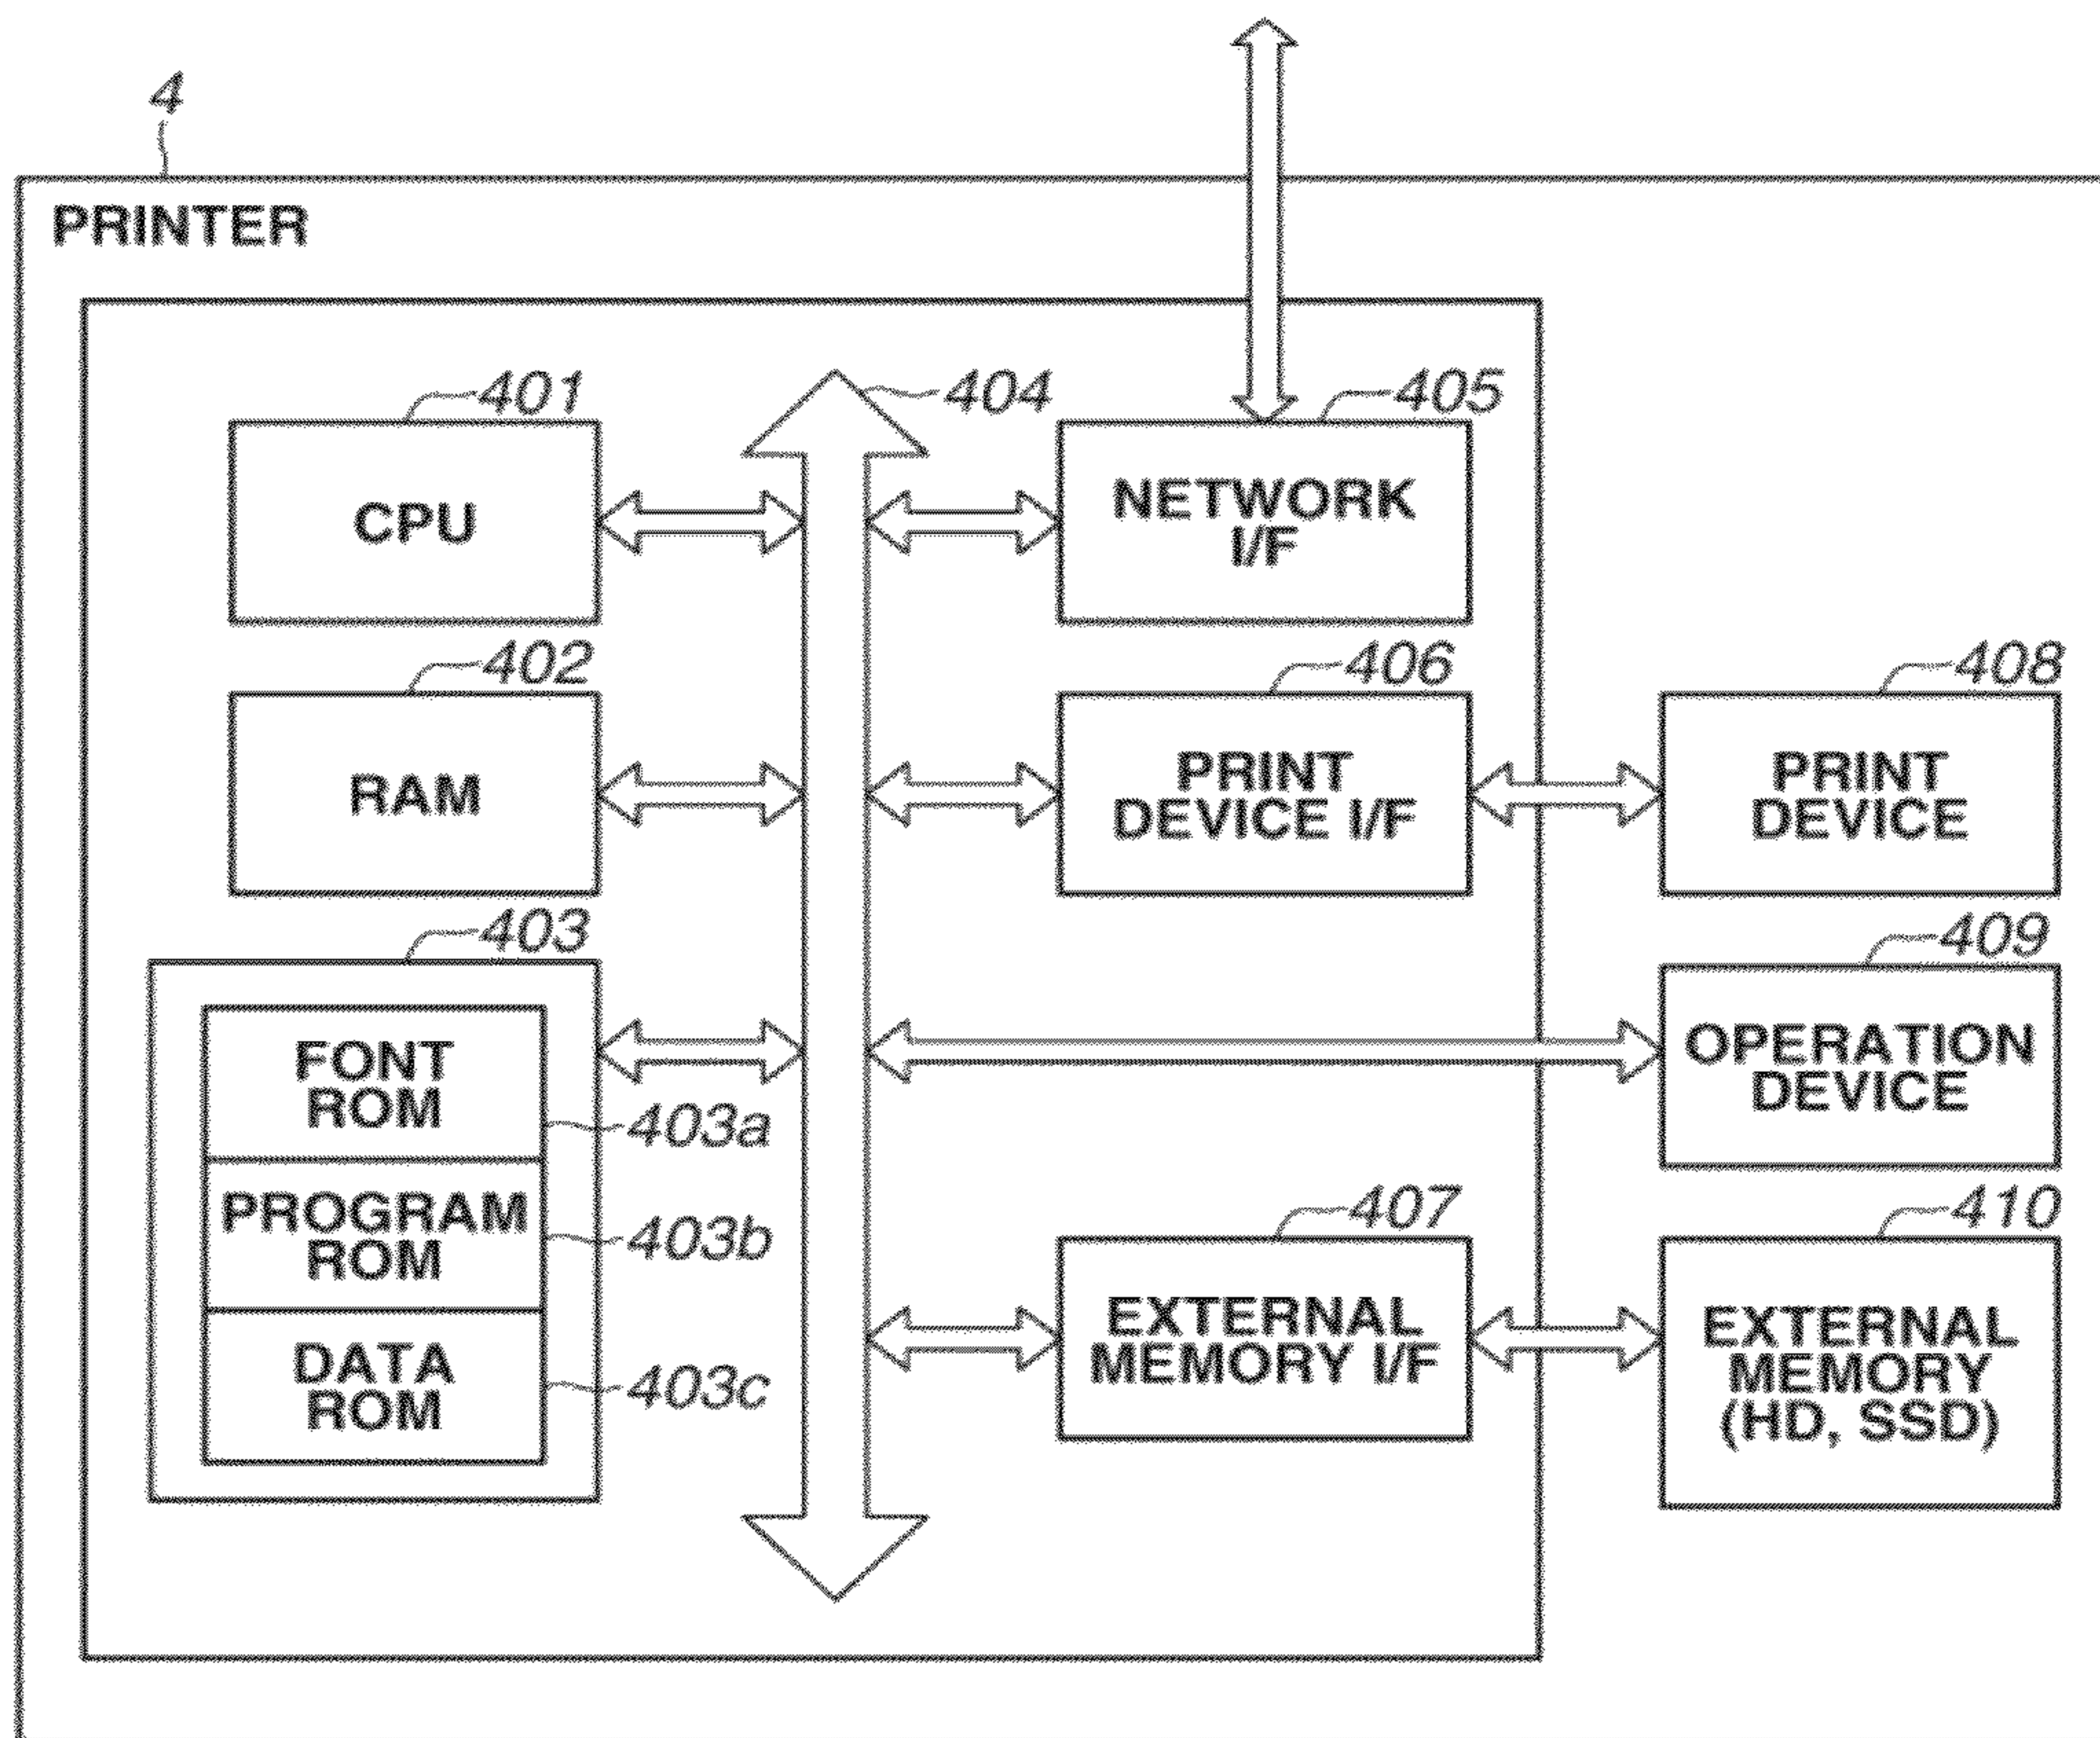 4
PRINTER
401
404
405
CPU
NETWORK
I/F
402
406
408
RAM
PRINT
DEVICE I/F
PRINT
DEVICE
403
409
FONT
ROM
403a
OPERATION
DEVICE
PROGRAM
ROM
403b
407
410
DATA
ROM
403c
EXTERNAL
MEMORY I/F
EXTERNAL
MEMORY
(HD, SSD)